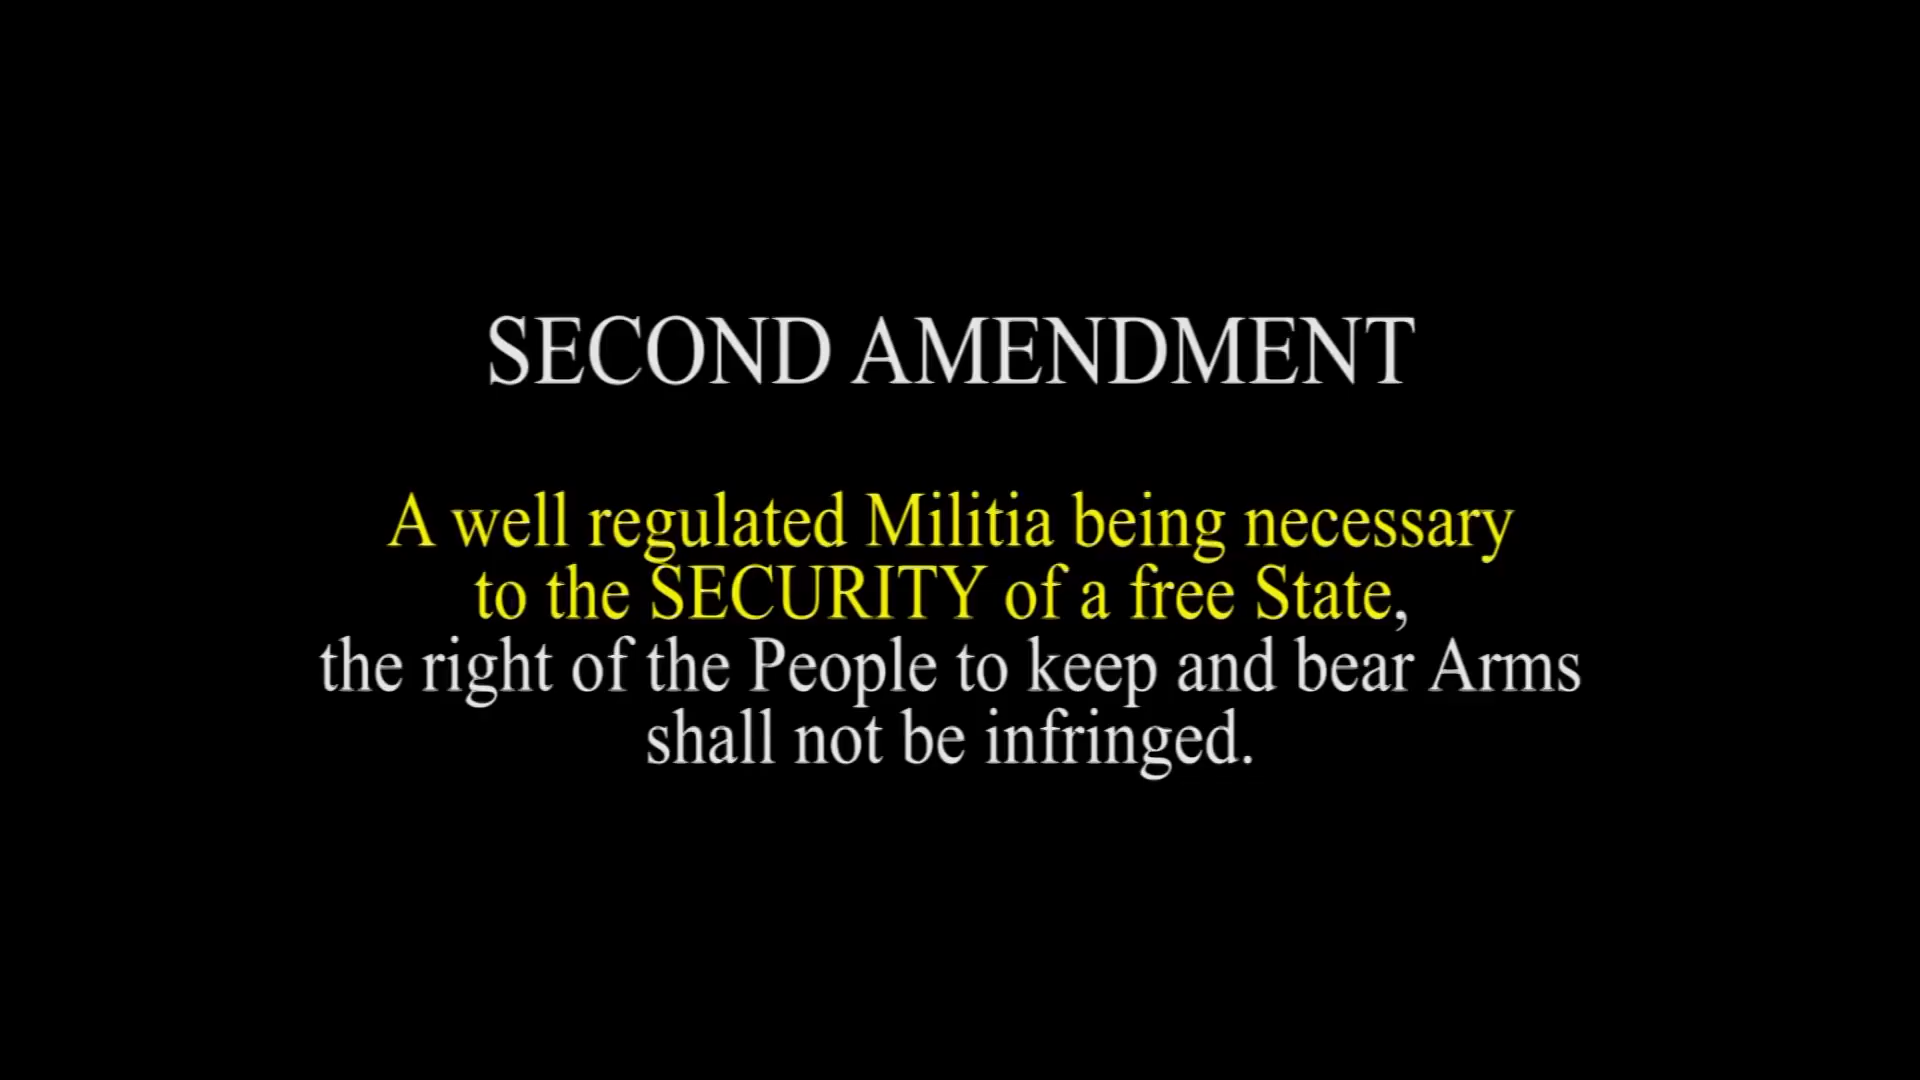 SECOND AMENDMENT
A well regulated Militia being necessary
to the SECURITY of a free State,
the right of the People to keep and bear Arms
shall not be infringed.